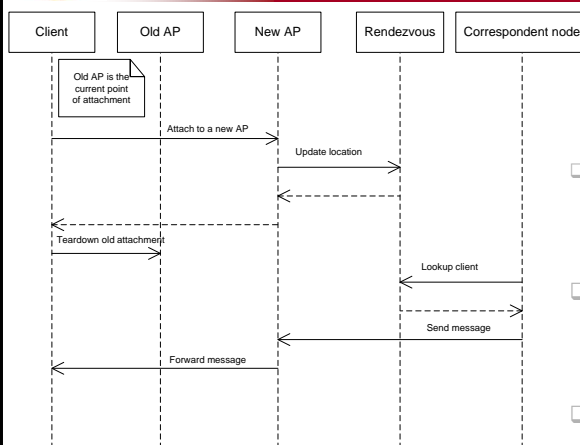 Client
Old AP
New AP
Rendezvous
Correspondent node
Old AP is the
current point
of attachment
Attach to a new AP
Update location
Teardown old attachment
Lookup client
Send message
Forward message